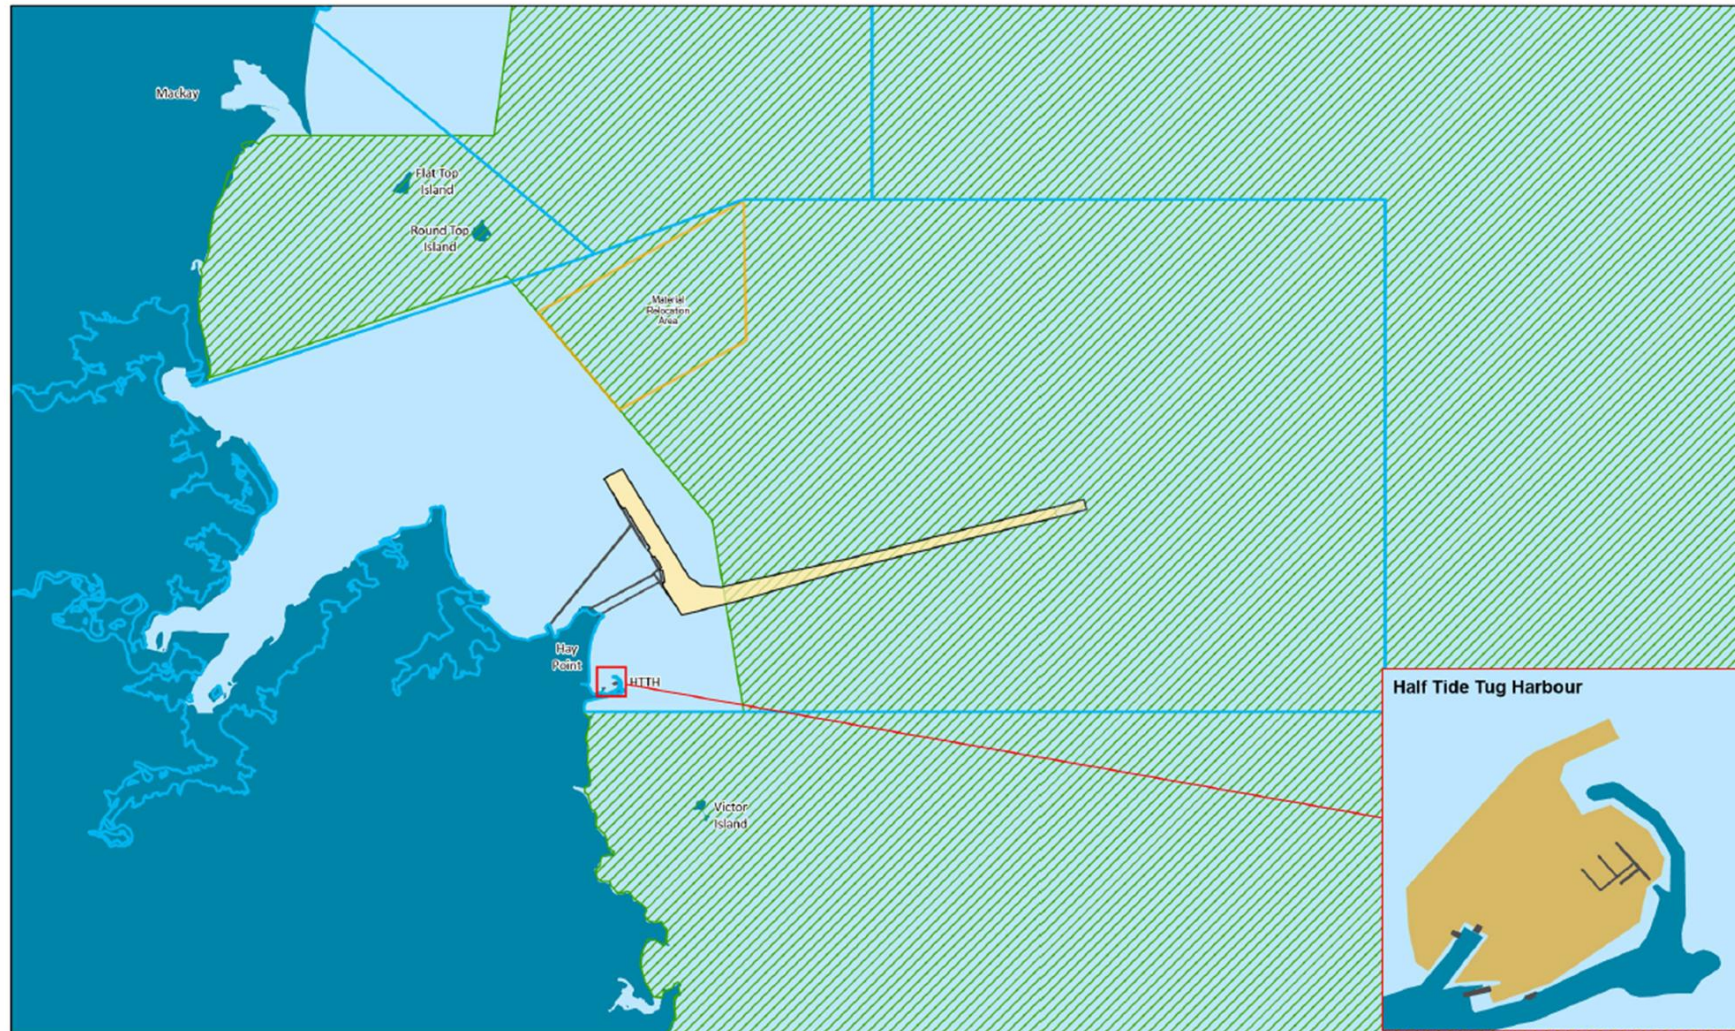 Mackay
Flat Top
Island
Round Top
Island
Material
Relocation
Area
Hay
Point
HTTH
Half Tide Tug Harbour
Victor
Island